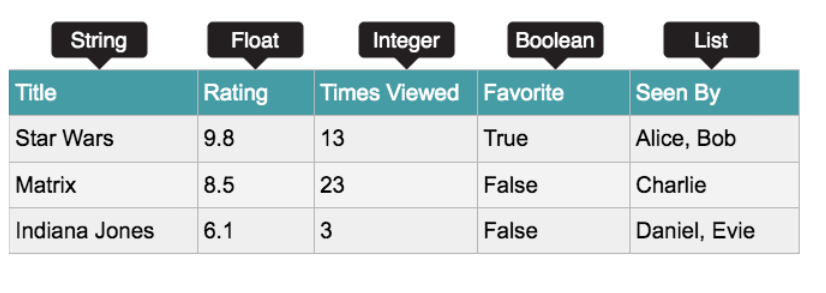 String Float Integer Boolean List
Title Rating Times Viewed Favorite Seen By
Star Wars 9.8 13 True Alice, Bob
Matrix 8.5 23 False Charlie
Indiana Jones 6.1 3 False Daniel, Evie